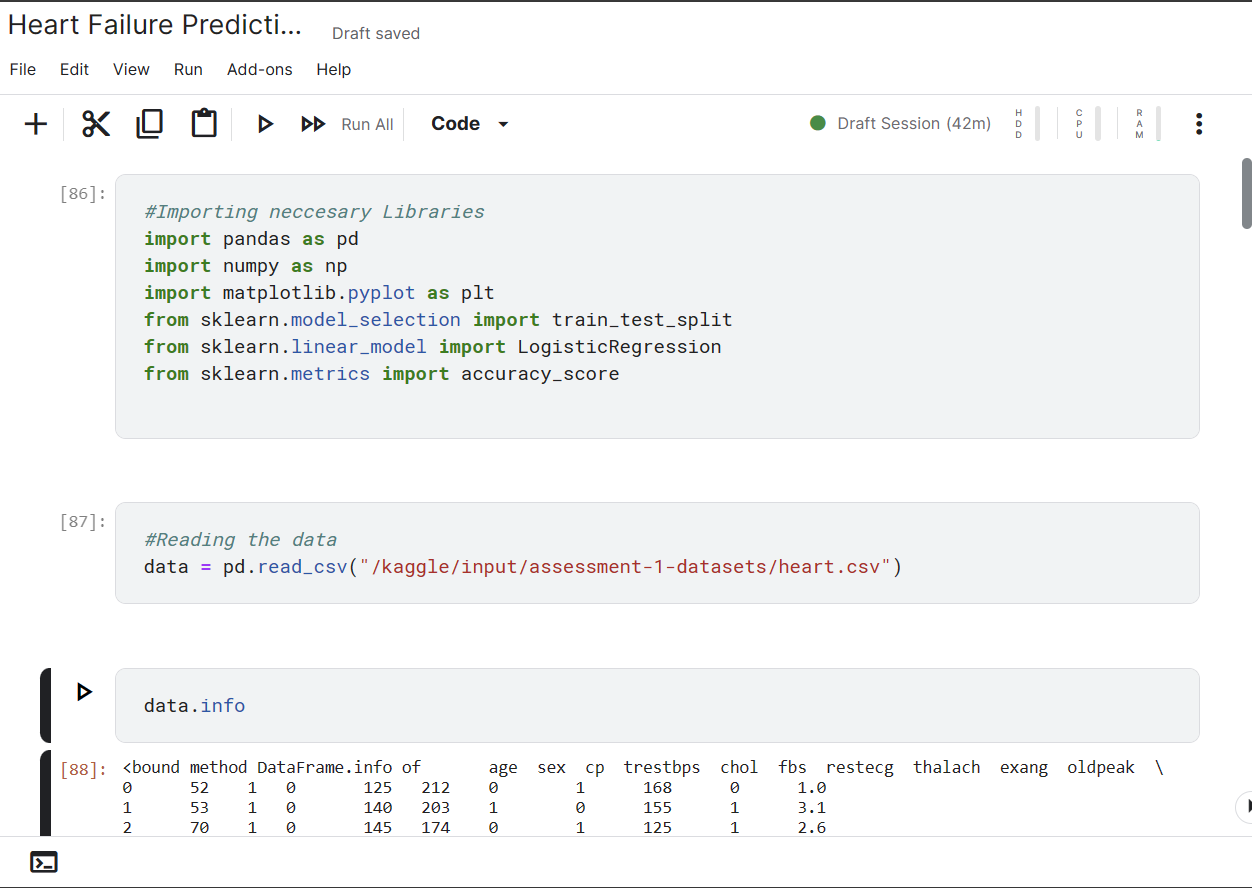 Heart Failure Predicti... Draft saved
File Edit View Run Add-ons Help
Run All Code Draft Session (42m) HDD CPU RAM
[86]:
#Importing neccesary Libraries
import pandas as pd
import numpy as np
import matplotlib.pyplot as plt
from sklearn.model_selection import train_test_split
from sklearn.linear_model import LogisticRegression
from sklearn.metrics import accuracy_score
[87]:
#Reading the data
data = pd.read_csv("/kaggle/input/assessment-1-datasets/heart.csv")
data.info
[88]: <bound method DataFrame.info of age sex cp trestbps chol fbs restecg thalach exang oldpeak \
0 52 1 0 125 212 0 1 168 0 1.0
1 53 1 0 140 203 1 0 155 1 3.1
2 70 1 0 145 174 0 1 125 1 2.6